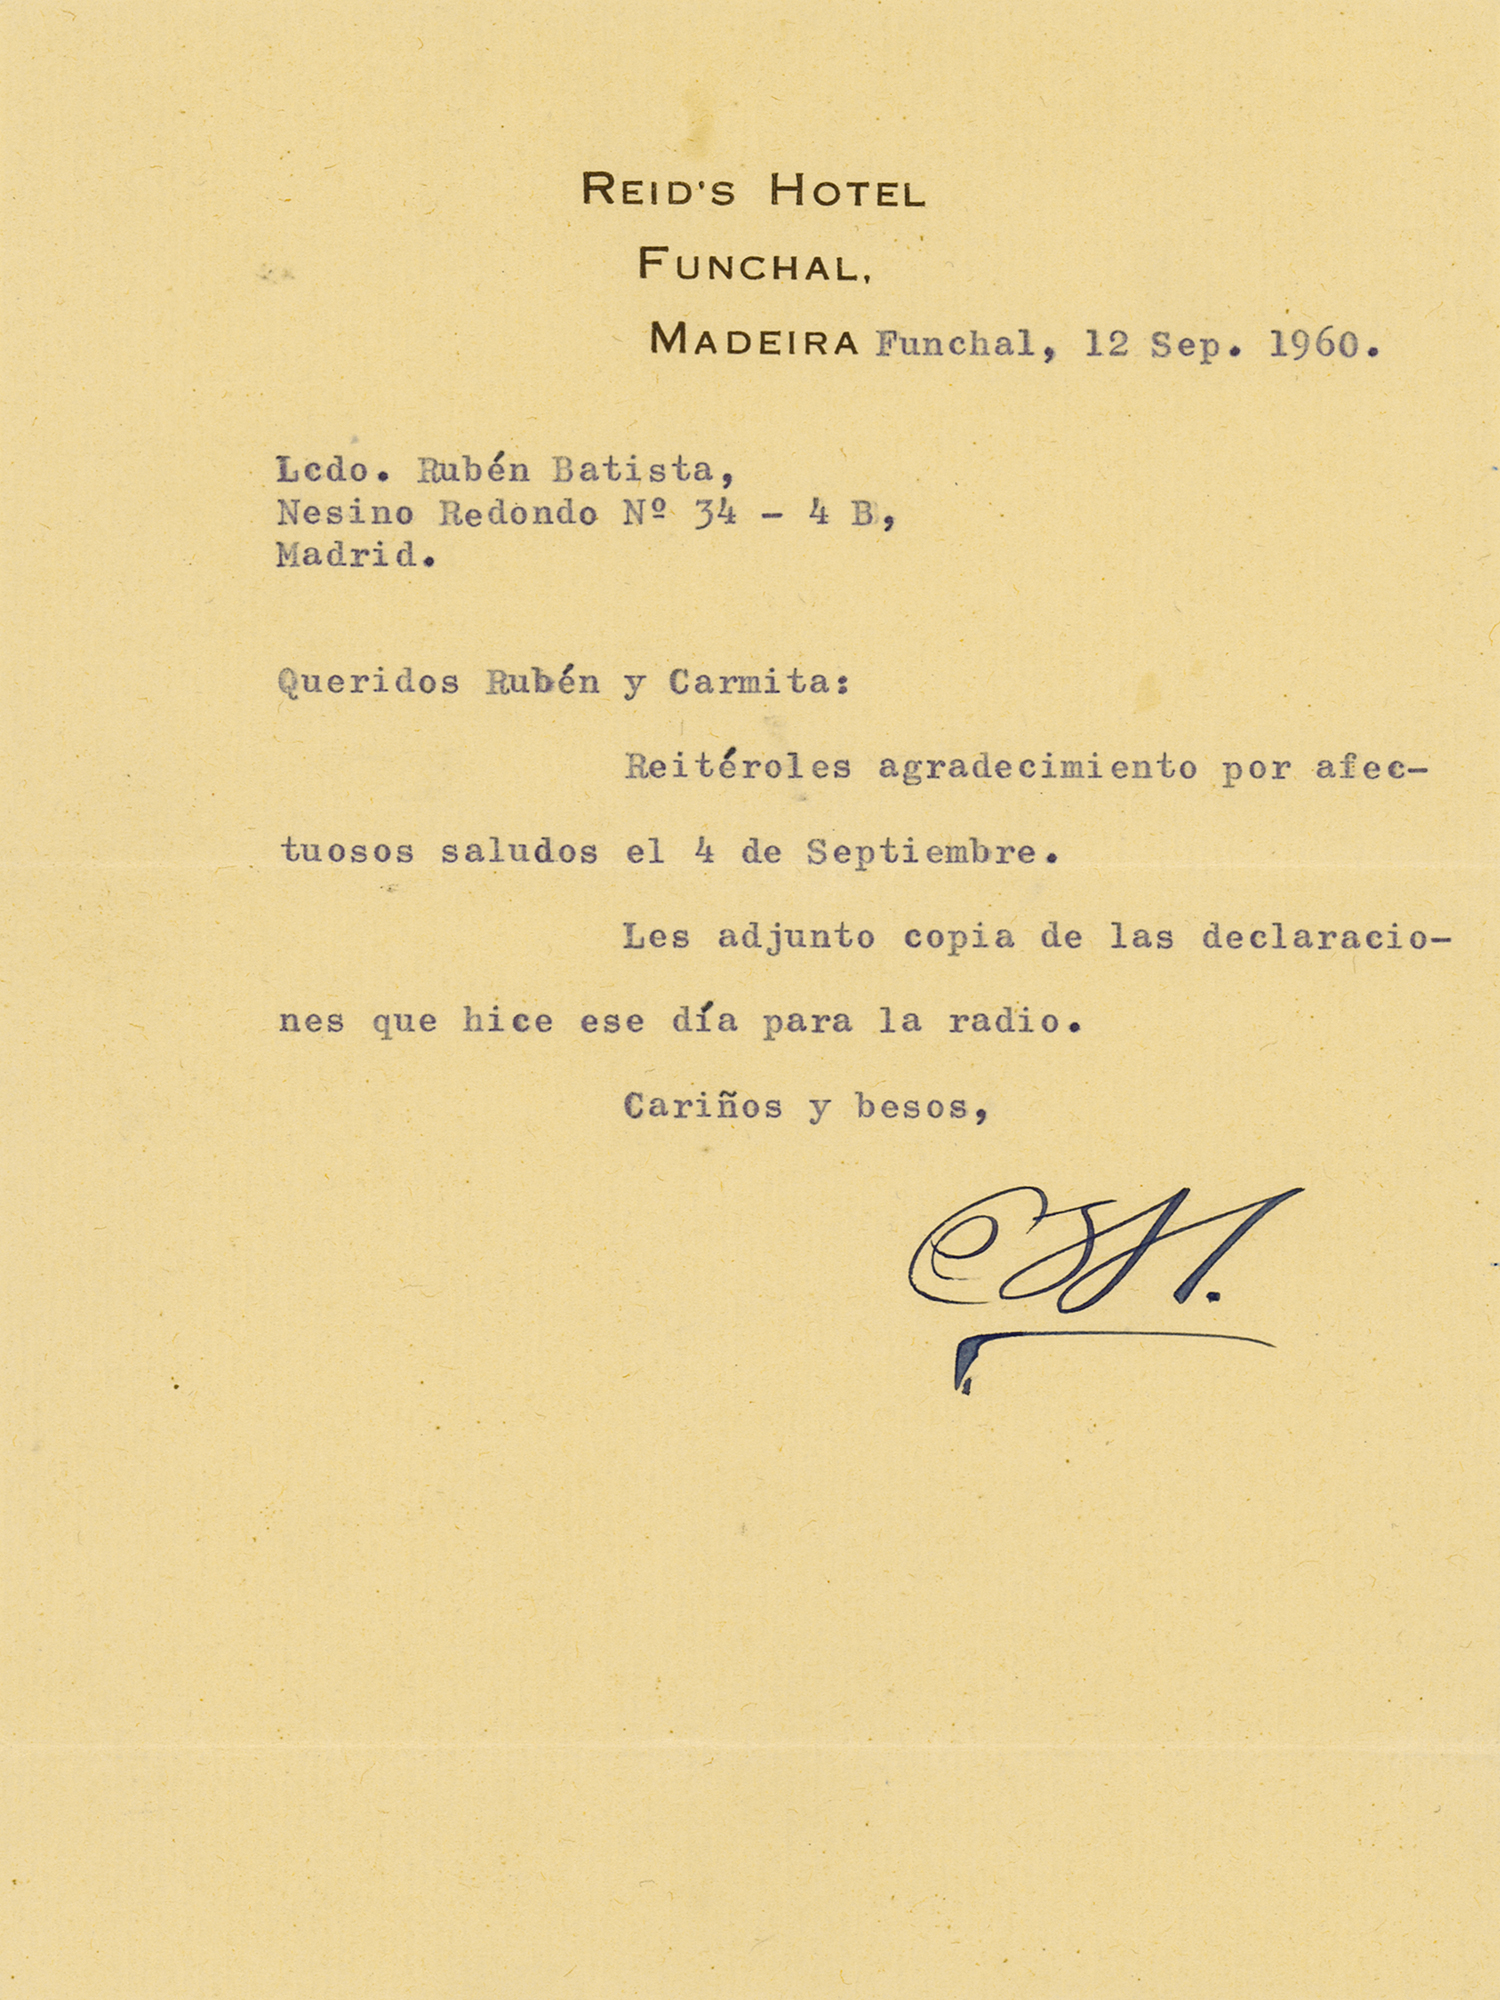 REID'S HOTEL
FUNCHAL,
MADEIRA Funchal, 12 Sep. 1960.
Lcdo. Rubén Batista,
Nesino Redondo Nº 34 - 4 B,
Madrid.
Queridos Rubén y Carmita:
Reitéroles agradecimiento por afec-
tuosos saludos el 4 de Septiembre.
Les adjunto copia de las declaracio-
nes que hice ese día para la radio.
Cariños y besos,